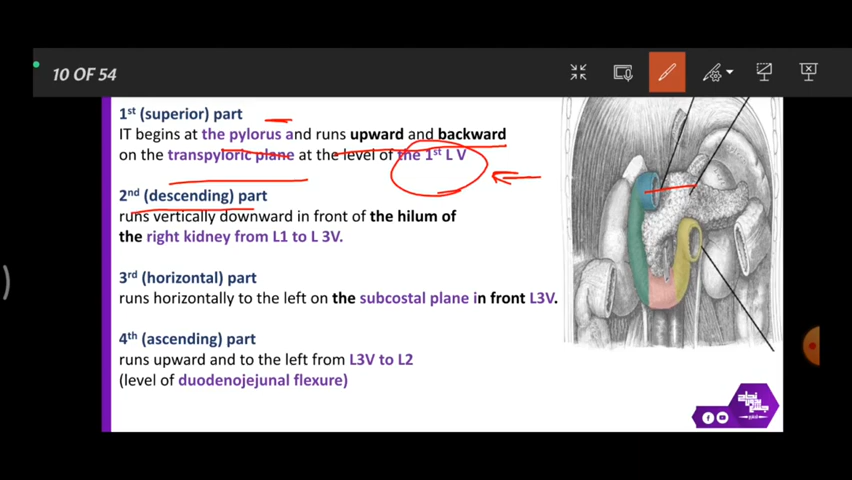 10 OF 54
1st (superior) part
IT begins at the pylorus and runs upward and backward
on the transpyloric plane at the level of the 1st L V
2nd (descending) part
runs vertically downward in front of the hilum of
the right kidney from L1 to L 3V.
3rd (horizontal) part
runs horizontally to the left on the subcostal plane in front L3V.
4th (ascending) part
runs upward and to the left from L3V to L2
(level of duodenojejunal flexure)